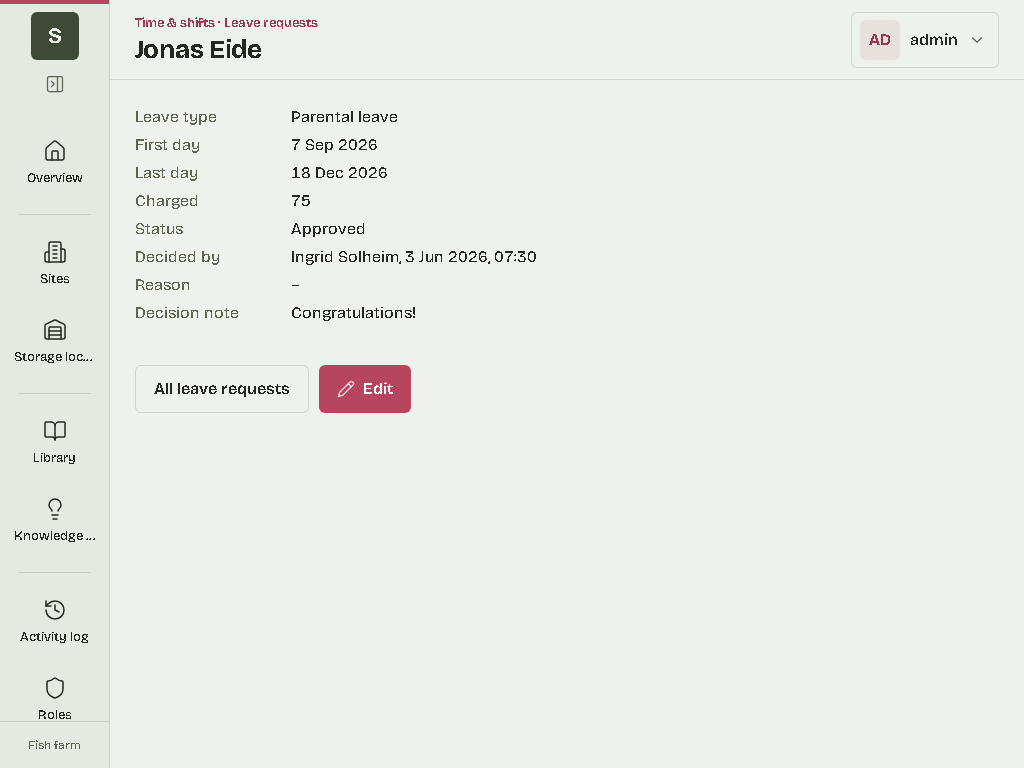 S
Time & shifts · Leave requests
Jonas Eide
AD admin
Overview
Sites
Storage loc...
Library
Knowledge ...
Activity log
Roles
Fish farm
Leave type Parental leave
First day 7 Sep 2026
Last day 18 Dec 2026
Charged 75
Status Approved
Decided by Ingrid Solheim, 3 Jun 2026, 07:30
Reason –
Decision note Congratulations!
All leave requests Edit